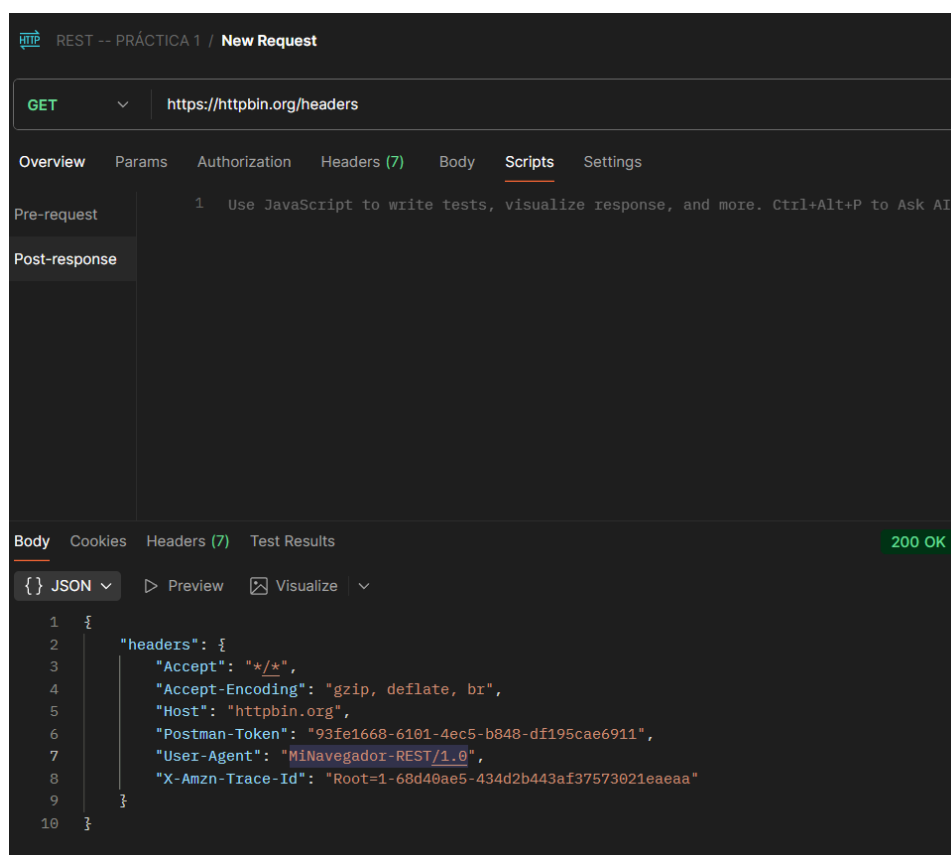 HTTP REST -- PRÁCTICA 1 / New Request
GET https://httpbin.org/headers
Overview Params Authorization Headers (7) Body Scripts Settings
Pre-request
1 Use JavaScript to write tests, visualize response, and more. Ctrl+Alt+P to Ask AI
Post-response
Body Cookies Headers (7) Test Results 200 OK
{} JSON Preview Visualize
1 {
2 "headers": {
3 "Accept": "*/*",
4 "Accept-Encoding": "gzip, deflate, br",
5 "Host": "httpbin.org",
6 "Postman-Token": "93fe1668-6101-4ec5-b848-df195cae6911",
7 "User-Agent": "MiNavegador-REST/1.0",
8 "X-Amzn-Trace-Id": "Root=1-68d40ae5-434d2b443af37573021eaeaa"
9 }
10 }